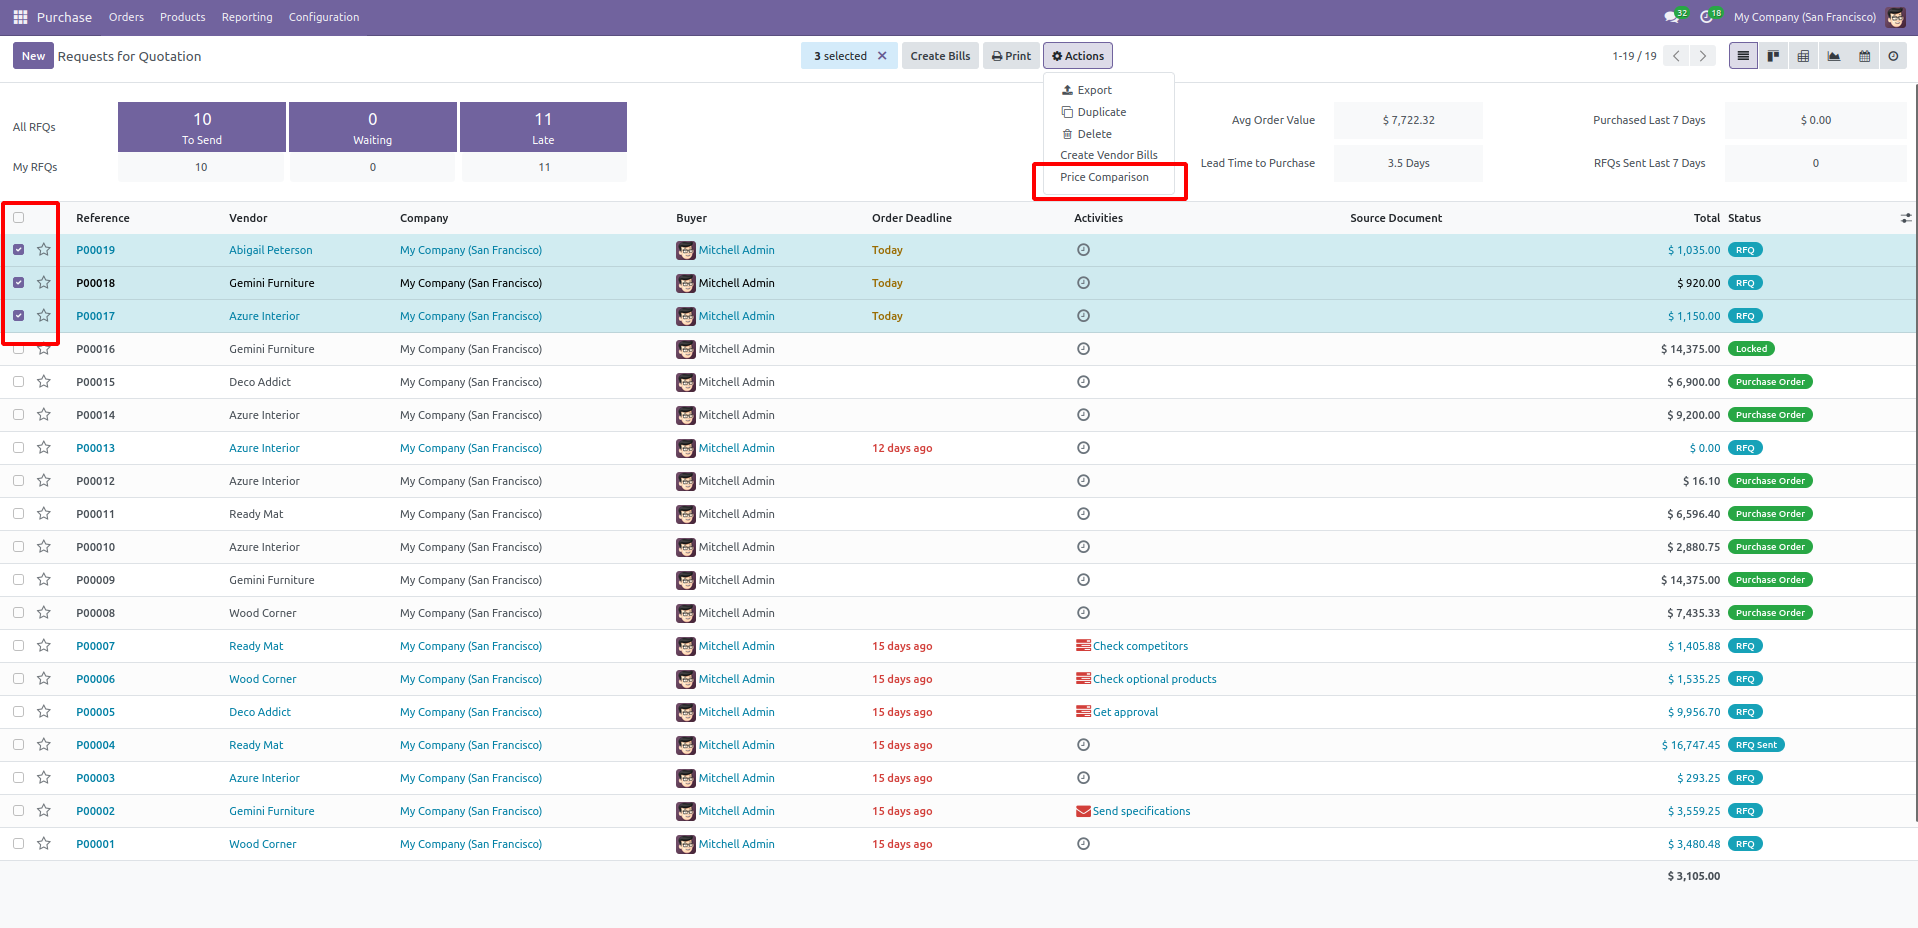 Purchase Orders Products Reporting Configuration 32 18 My Company (San Francisco)
New Requests for Quotation 3 selected ✕ Create Bills Print Actions 1-19 / 19
Export
Duplicate
Delete
Create Vendor Bills
Price Comparison
All RFQs 10 To Send 0 Waiting 11 Late
My RFQs 10 0 11
Avg Order Value $ 7,722.32 Purchased Last 7 Days $ 0.00
Lead Time to Purchase 3.5 Days RFQs Sent Last 7 Days 0
Reference Vendor Company Buyer Order Deadline Activities Source Document Total Status
P00019 Abigail Peterson My Company (San Francisco) Mitchell Admin Today $ 1,035.00 RFQ
P00018 Gemini Furniture My Company (San Francisco) Mitchell Admin Today $ 920.00 RFQ
P00017 Azure Interior My Company (San Francisco) Mitchell Admin Today $ 1,150.00 RFQ
P00016 Gemini Furniture My Company (San Francisco) Mitchell Admin $ 14,375.00 Locked
P00015 Deco Addict My Company (San Francisco) Mitchell Admin $ 6,900.00 Purchase Order
P00014 Azure Interior My Company (San Francisco) Mitchell Admin $ 9,200.00 Purchase Order
P00013 Azure Interior My Company (San Francisco) Mitchell Admin 12 days ago $ 0.00 RFQ
P00012 Azure Interior My Company (San Francisco) Mitchell Admin $ 16.10 Purchase Order
P00011 Ready Mat My Company (San Francisco) Mitchell Admin $ 6,596.40 Purchase Order
P00010 Azure Interior My Company (San Francisco) Mitchell Admin $ 2,880.75 Purchase Order
P00009 Gemini Furniture My Company (San Francisco) Mitchell Admin $ 14,375.00 Purchase Order
P00008 Wood Corner My Company (San Francisco) Mitchell Admin $ 7,435.33 Purchase Order
P00007 Ready Mat My Company (San Francisco) Mitchell Admin 15 days ago Check competitors $ 1,405.88 RFQ
P00006 Wood Corner My Company (San Francisco) Mitchell Admin 15 days ago Check optional products $ 1,535.25 RFQ
P00005 Deco Addict My Company (San Francisco) Mitchell Admin 15 days ago Get approval $ 9,956.70 RFQ
P00004 Ready Mat My Company (San Francisco) Mitchell Admin 15 days ago $ 16,747.45 RFQ Sent
P00003 Azure Interior My Company (San Francisco) Mitchell Admin 15 days ago $ 293.25 RFQ
P00002 Gemini Furniture My Company (San Francisco) Mitchell Admin 15 days ago Send specifications $ 3,559.25 RFQ
P00001 Wood Corner My Company (San Francisco) Mitchell Admin 15 days ago $ 3,480.48 RFQ
$ 3,105.00